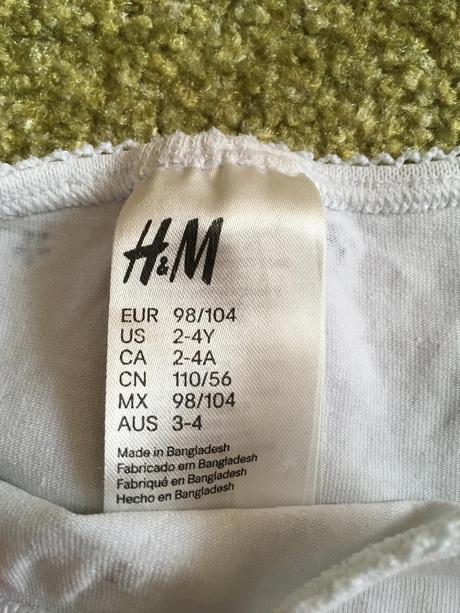 H&M
EUR 98/104
US 2-4Y
CA 2-4A
CN 110/56
MX 98/104
AUS 3-4
Made in Bangladesh
Fabricado em Bangladesh
Fabriqué en Bangladesh
Hecho en Bangladesh